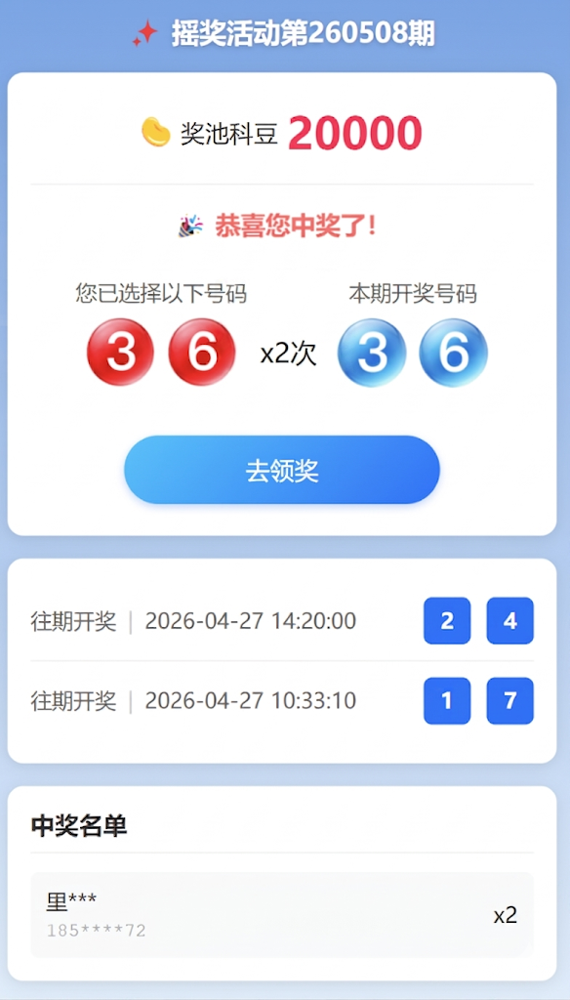 摇奖活动第260508期
奖池科豆 20000
恭喜您中奖了!
您已选择以下号码 本期开奖号码
3 6 x2次 3 6
去领奖
往期开奖 | 2026-04-27 14:20:00 2 4
往期开奖 | 2026-04-27 10:33:10 1 7
中奖名单
里***
185****72
x2